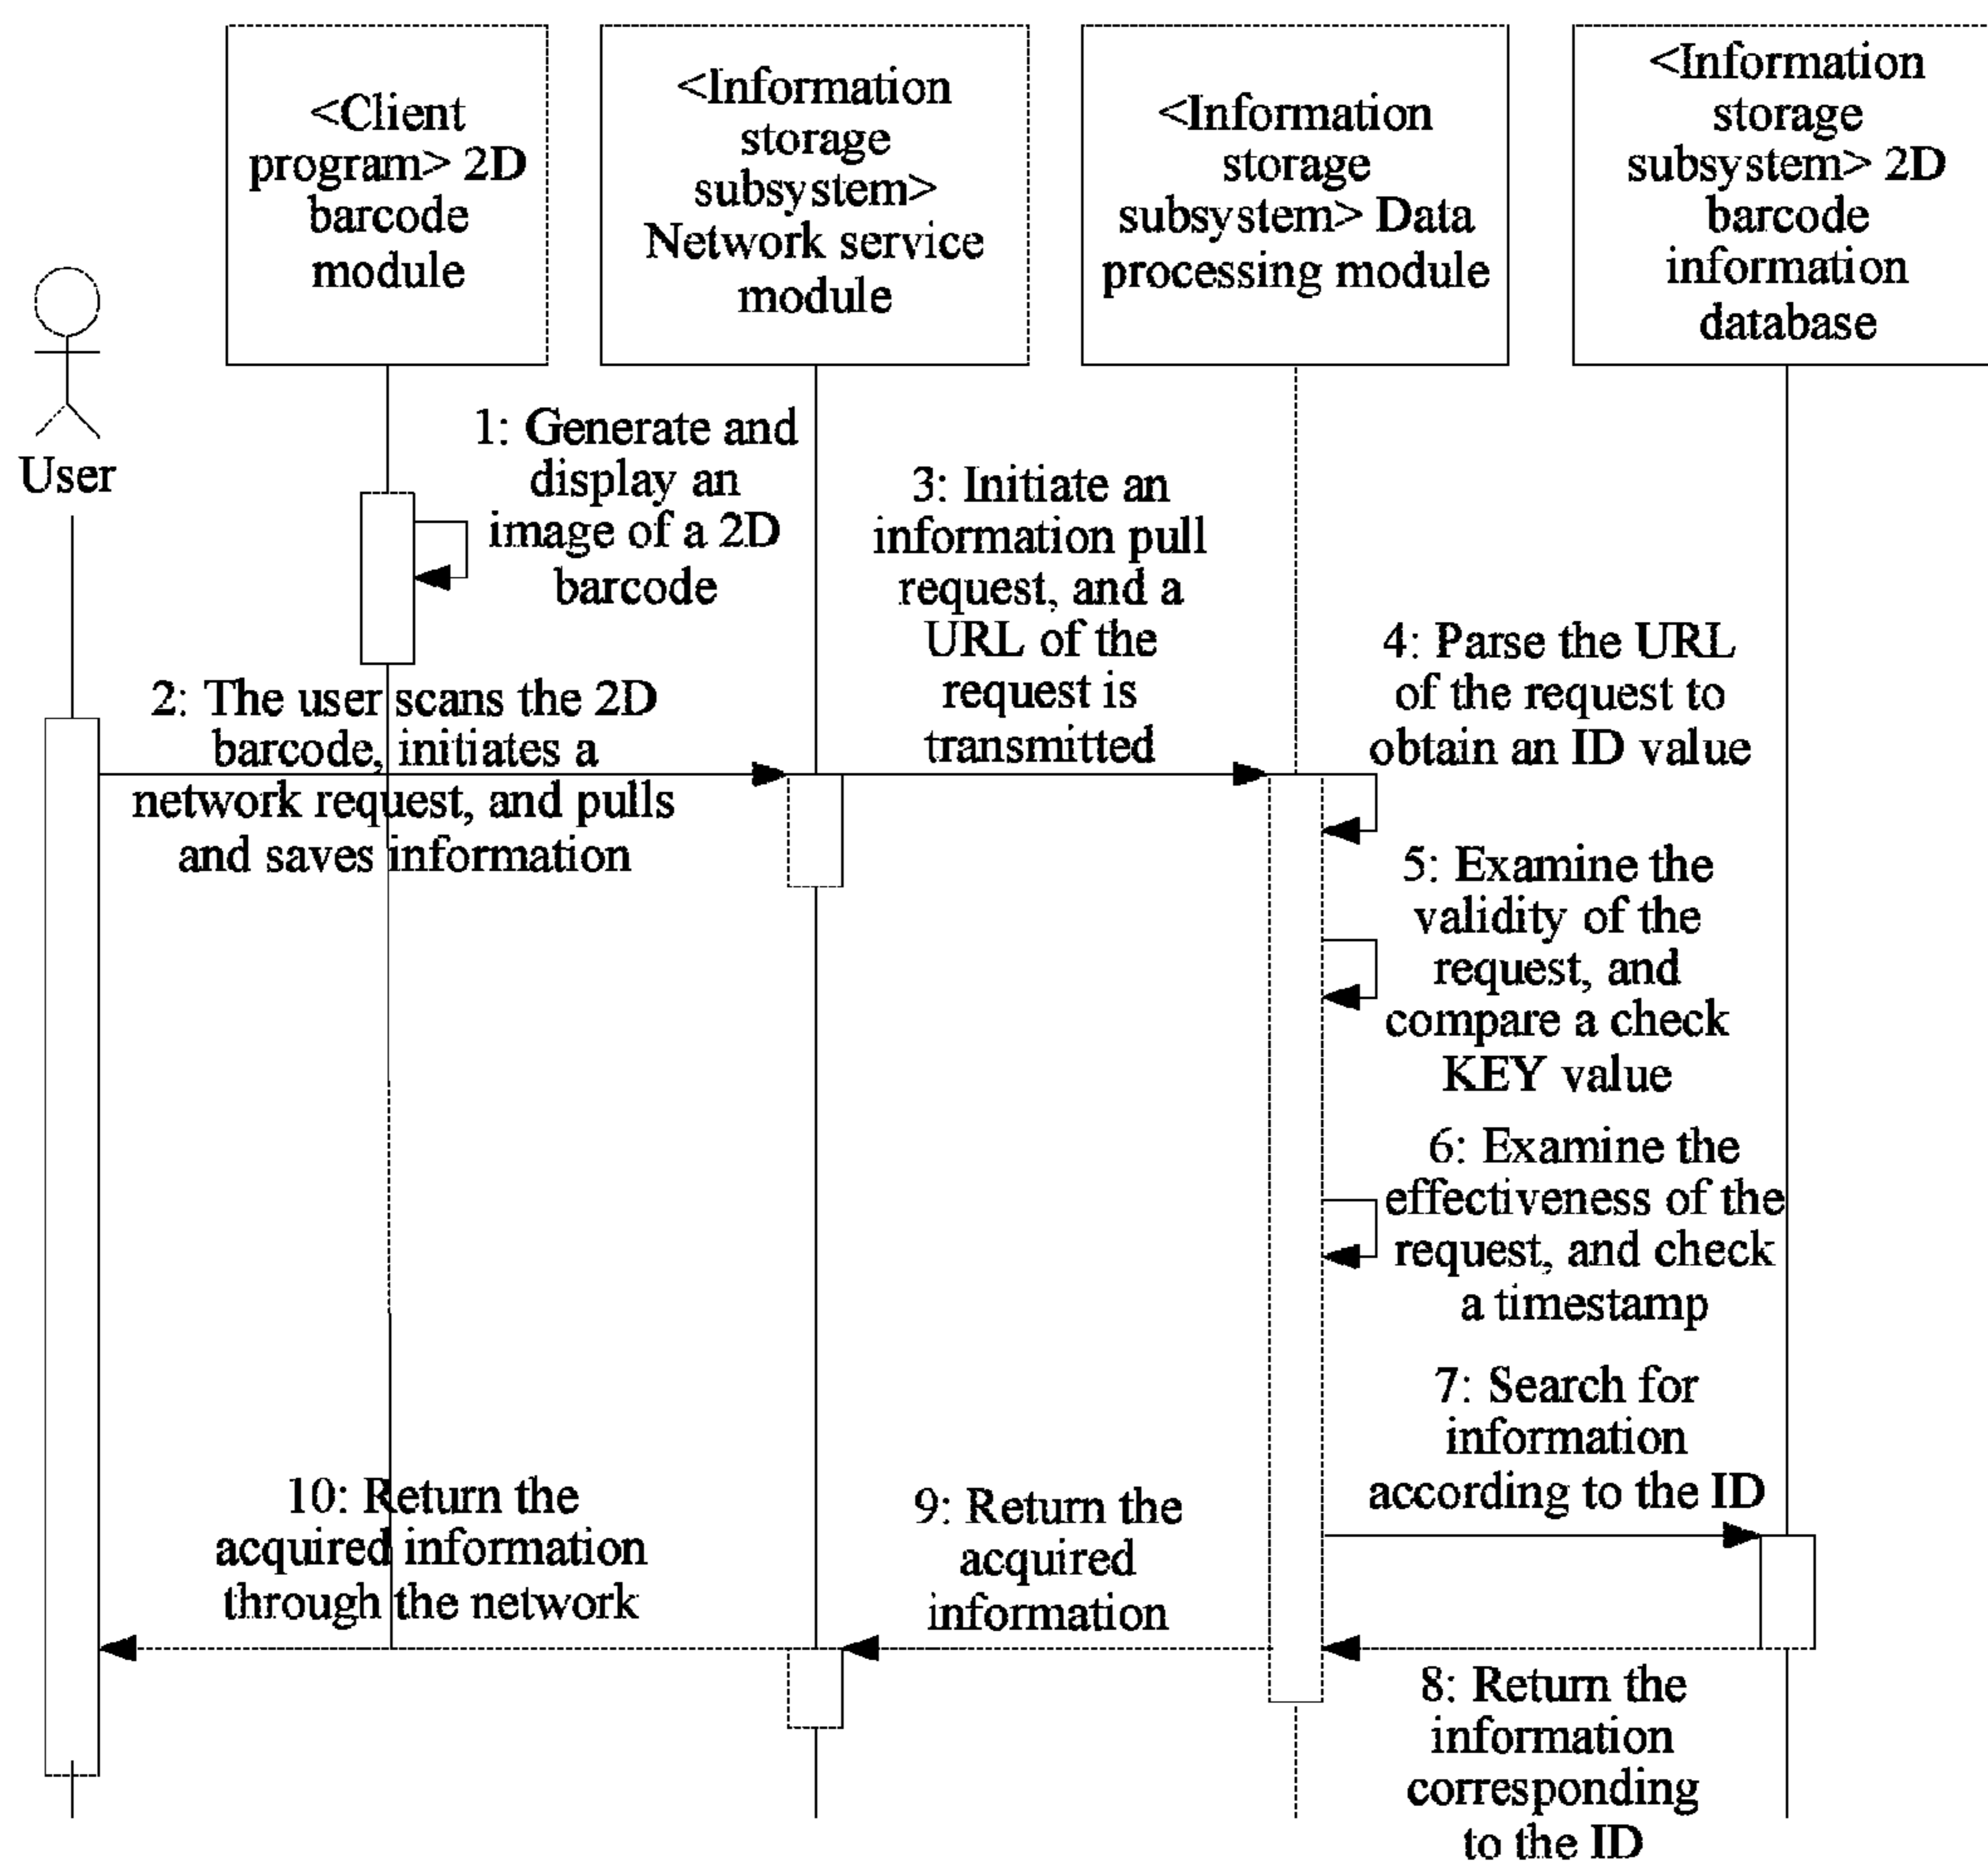 <Client
program> 2D
barcode
module
<Information
storage
subsystem>
Network service
module
<Information
storage
subsystem> Data
processing module
<Information
storage
subsystem> 2D
barcode
information
database
User
1: Generate and
display an
image of a 2D
barcode
2: The user scans the 2D
barcode, initiates a
network request, and pulls
and saves information
3: Initiate an
information pull
request, and a
URL of the
request is
transmitted
4: Parse the URL
of the request to
obtain an ID value
5: Examine the
validity of the
request, and
compare a check
KEY value
6: Examine the
effectiveness of the
request, and check
a timestamp
7: Search for
information
according to the ID
8: Return the
information
corresponding
to the ID
9: Return the
acquired
information
10: Return the
acquired information
through the network